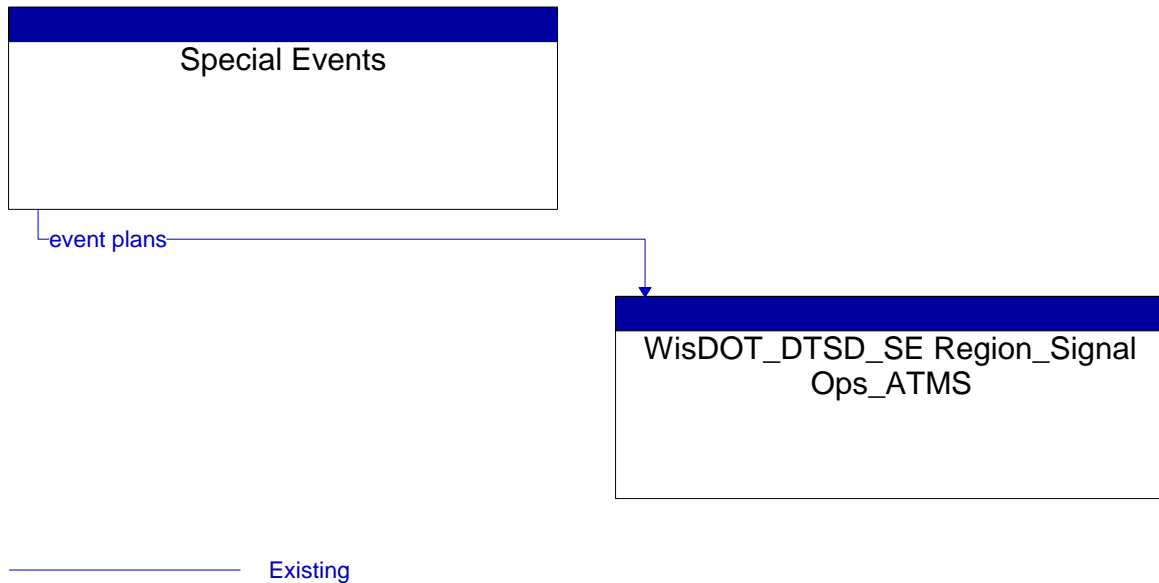 Special Events
event plans
WisDOT_DTSD_SE Region_Signal
Ops_ATMS
Existing